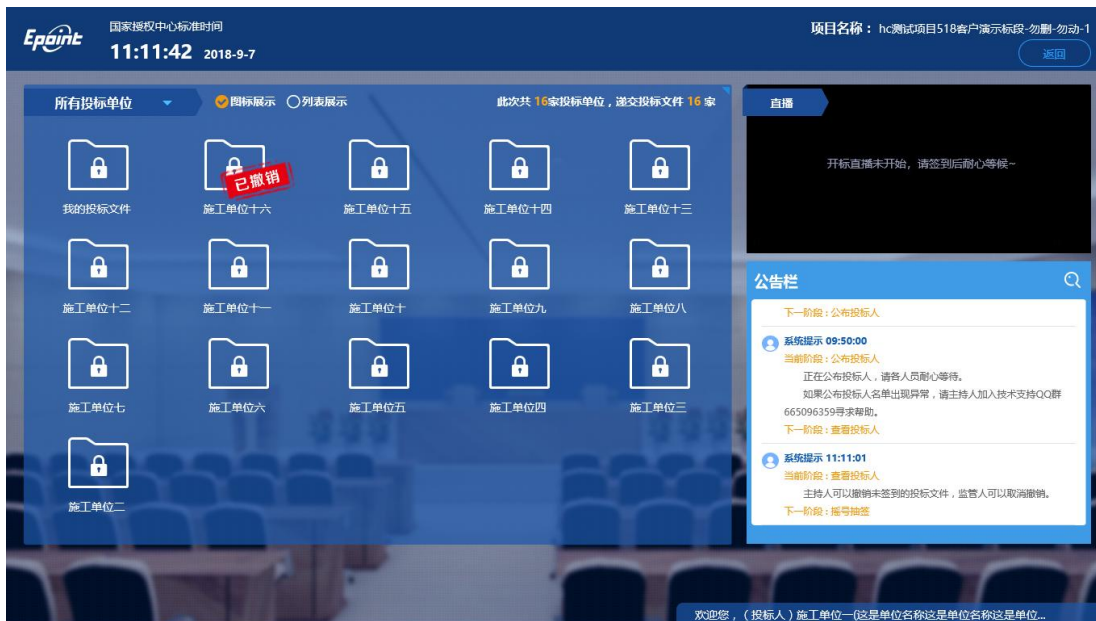 Epoint
国家授权中心标准时间
11:11:42 2018-9-7
项目名称： hc测试项目518客户演示标段-勿删-勿动-1
返回
所有投标单位
图标展示 列表展示
此次共 16家投标单位，递交投标文件 16 家
我的投标文件
已撤销
施工单位十六
施工单位十五
施工单位十四
施工单位十三
施工单位十二
施工单位十一
施工单位十
施工单位九
施工单位八
施工单位七
施工单位六
施工单位五
施工单位四
施工单位三
施工单位二
直播
开标直播未开始，请签到后耐心等候~
公告栏
下一阶段：公布投标人
系统提示 09:50:00
当前阶段：公布投标人
正在公布投标人，请各人员耐心等待。
如果公布投标人名单出现异常，请主持人加入技术支持QQ群
665096359寻求帮助。
下一阶段：查看投标人
系统提示 11:11:01
当前阶段：查看投标人
主持人可以撤销未签到的投标文件，监管人可以取消撤销。
下一阶段：摇号抽签
欢迎您，（投标人）施工单位一(这是单位名称这是单位名称这是单位...